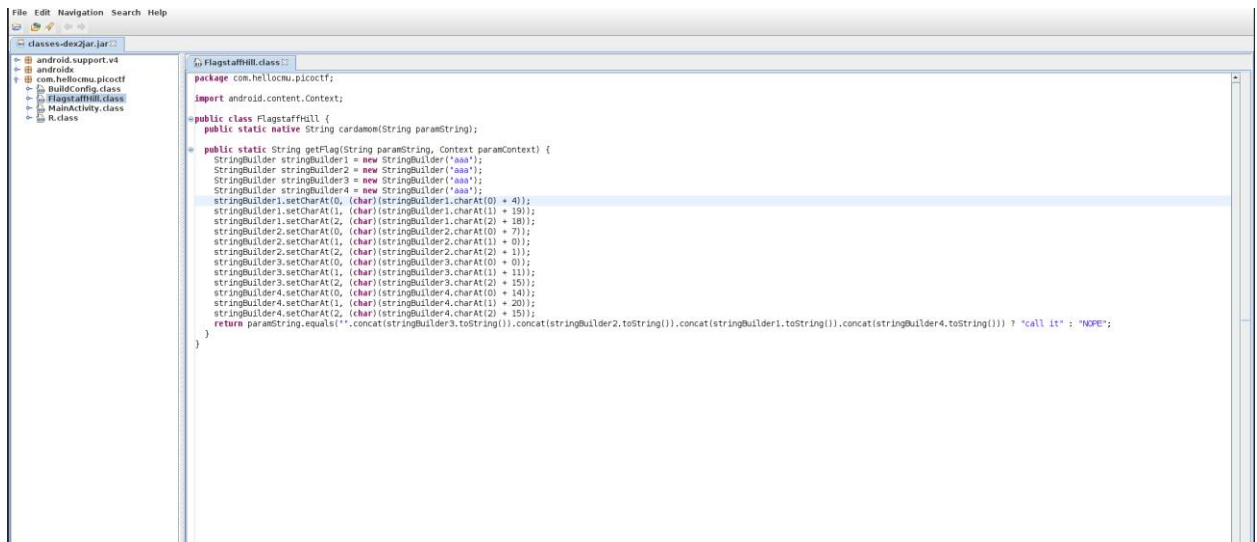 File Edit Navigation Search Help
classes-dex2jar.jar
android.support.v4
androidx
com.hellocmu.picoctf
BuildConfig.class
FlagstaffHill.class
MainActivity.class
R.class
FlagstaffHill.class
package com.hellocmu.picoctf;
import android.content.Context;
public class FlagstaffHill {
public static native String cardamom(String paramString);
public static String getFlag(String paramString, Context paramContext) {
StringBuilder stringBuilder1 = new StringBuilder("aaa");
StringBuilder stringBuilder2 = new StringBuilder("aaa");
StringBuilder stringBuilder3 = new StringBuilder("aaa");
StringBuilder stringBuilder4 = new StringBuilder("aaa");
stringBuilder1.setCharAt(0, (char)(stringBuilder1.charAt(0) + 4));
stringBuilder1.setCharAt(1, (char)(stringBuilder1.charAt(1) + 19));
stringBuilder1.setCharAt(2, (char)(stringBuilder1.charAt(2) + 18));
stringBuilder2.setCharAt(0, (char)(stringBuilder2.charAt(0) + 7));
stringBuilder2.setCharAt(1, (char)(stringBuilder2.charAt(1) + 0));
stringBuilder2.setCharAt(2, (char)(stringBuilder2.charAt(2) + 1));
stringBuilder3.setCharAt(0, (char)(stringBuilder3.charAt(0) + 0));
stringBuilder3.setCharAt(1, (char)(stringBuilder3.charAt(1) + 11));
stringBuilder3.setCharAt(2, (char)(stringBuilder3.charAt(2) + 15));
stringBuilder4.setCharAt(0, (char)(stringBuilder4.charAt(0) + 14));
stringBuilder4.setCharAt(1, (char)(stringBuilder4.charAt(1) + 20));
stringBuilder4.setCharAt(2, (char)(stringBuilder4.charAt(2) + 15));
return paramString.equals("".concat(stringBuilder3.toString()).concat(stringBuilder2.toString()).concat(stringBuilder1.toString()).concat(stringBuilder4.toString())) ? "call it" : "NOPE";
}
}